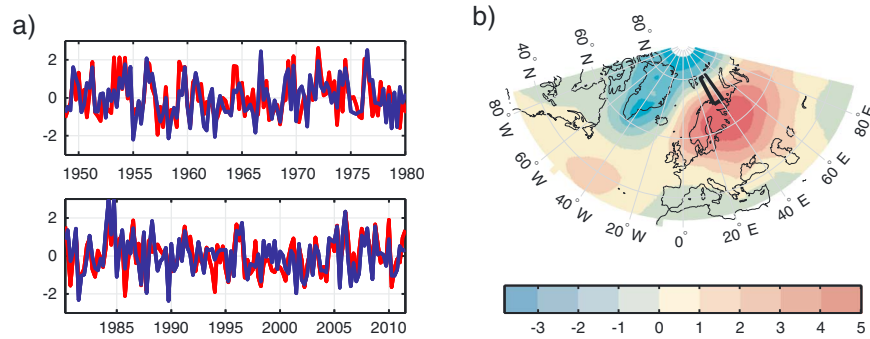 a)
2
0
-2
1950 1955 1960 1965 1970 1975 1980
2
0
-2
1985 1990 1995 2000 2005 2010
b)
40° N
60° N
80° N
80° W
60° W
40° W
20° W
0°
20° E
40° E
60° E
80° E
-3 -2 -1 0 1 2 3 4 5